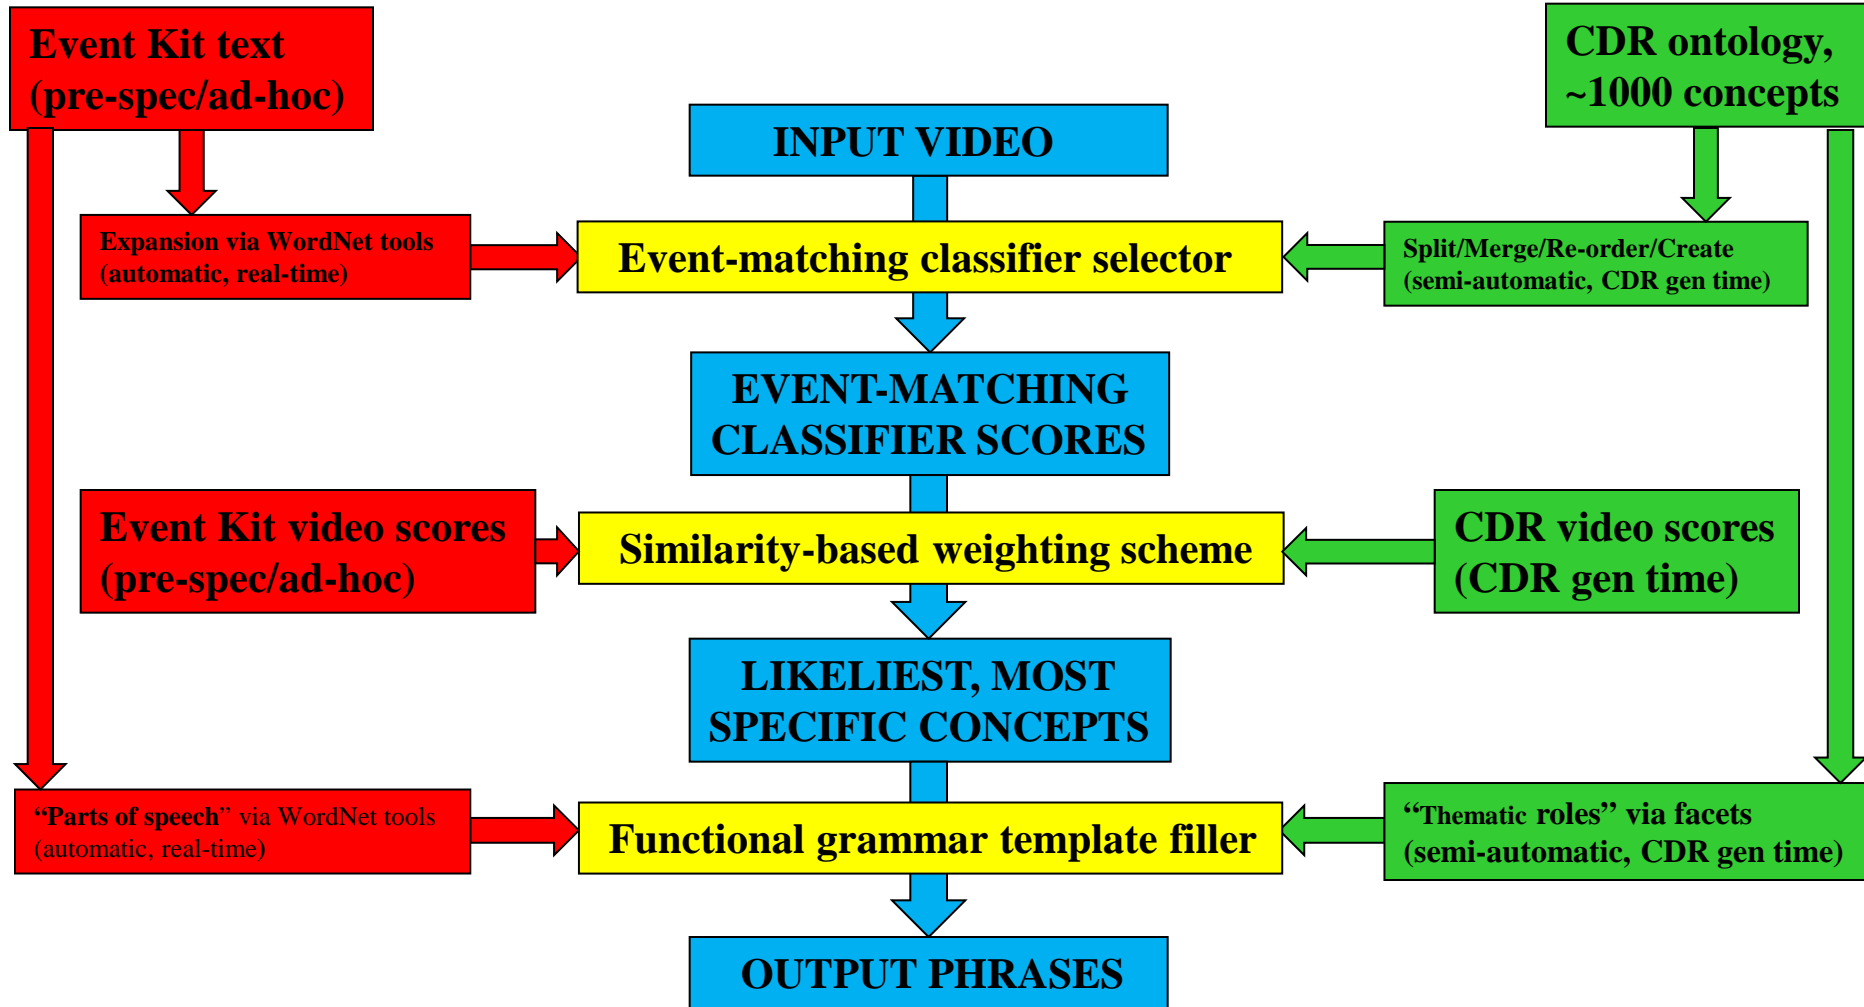 Event Kit text
(pre-spec/ad-hoc)
CDR ontology,
~1000 concepts
INPUT VIDEO
Expansion via WordNet tools
(automatic, real-time)
Event-matching classifier selector
Split/Merge/Re-order/Create
(semi-automatic, CDR gen time)
EVENT-MATCHING
CLASSIFIER SCORES
Event Kit video scores
(pre-spec/ad-hoc)
Similarity-based weighting scheme
CDR video scores
(CDR gen time)
LIKELIEST, MOST
SPECIFIC CONCEPTS
“Parts of speech” via WordNet tools
(automatic, real-time)
Functional grammar template filler
“Thematic roles” via facets
(semi-automatic, CDR gen time)
OUTPUT PHRASES